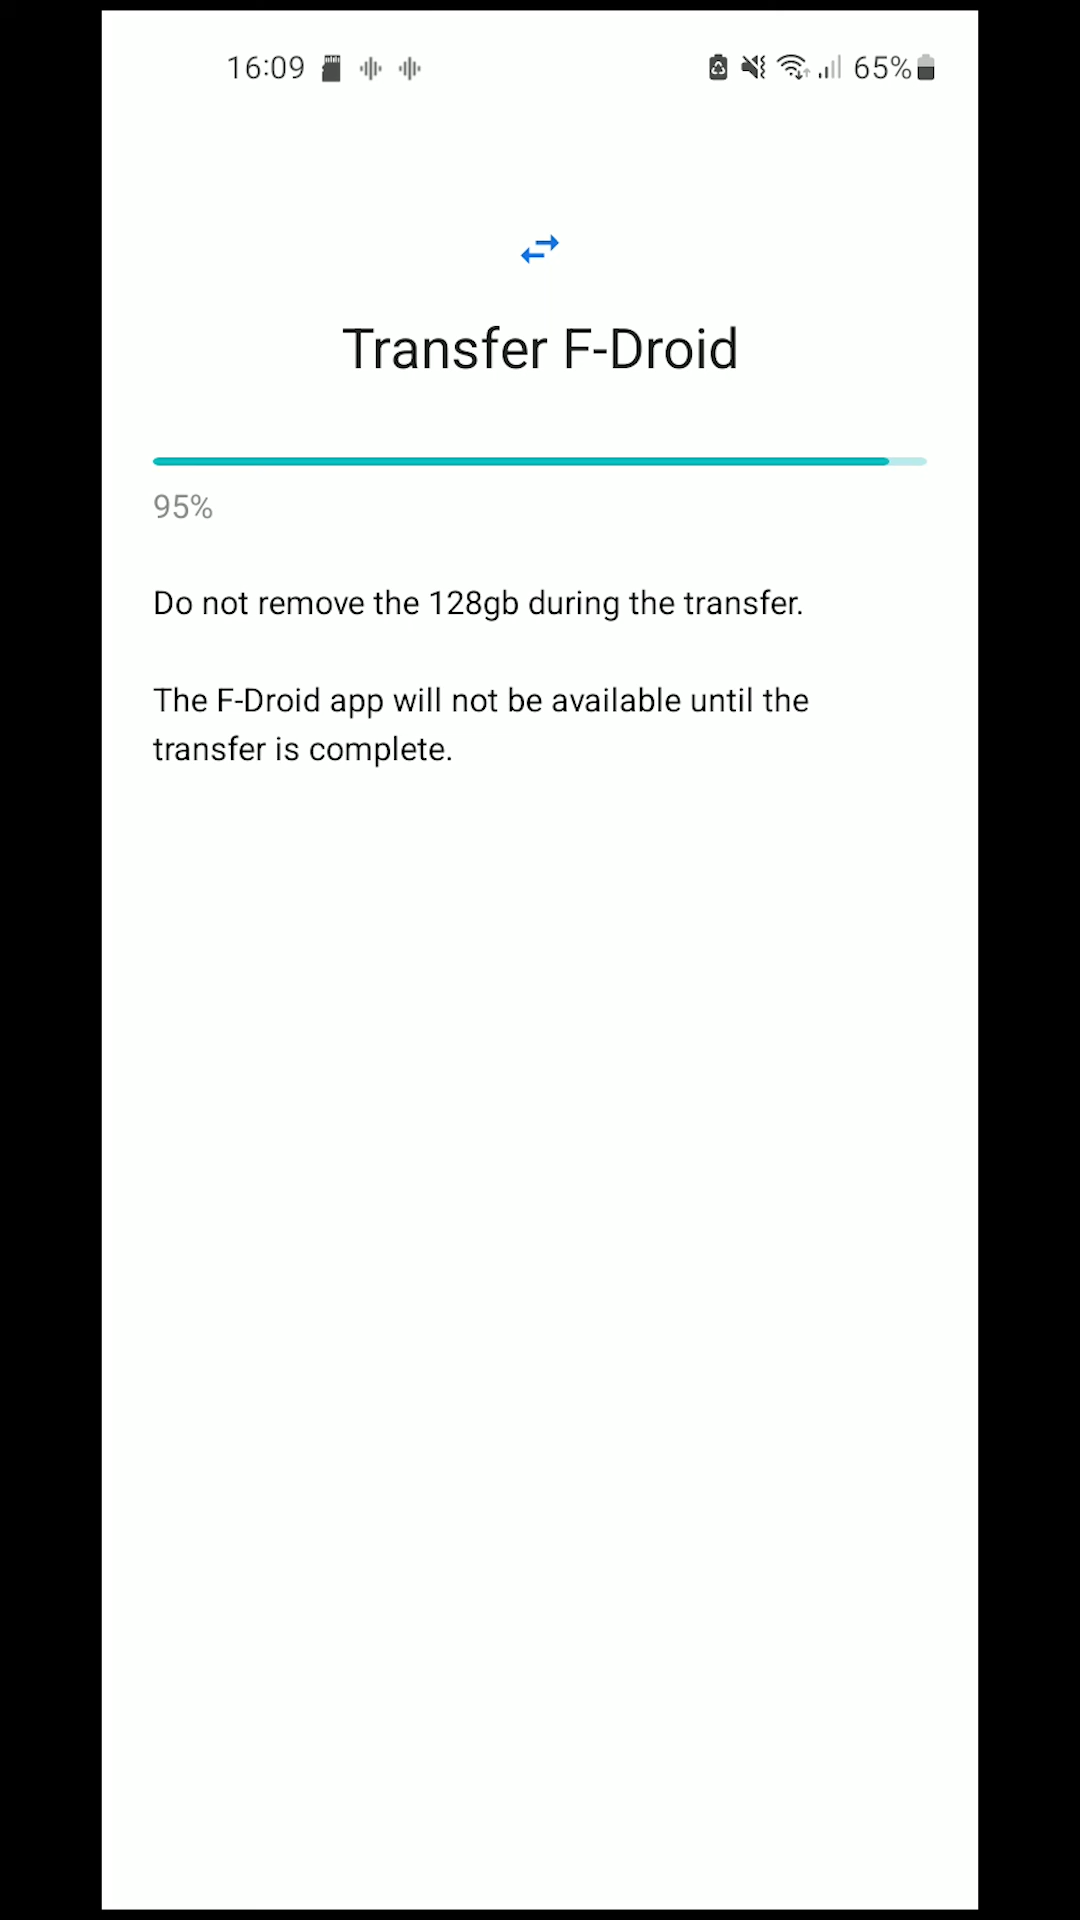 16:09
65%
Transfer F-Droid
95%
Do not remove the 128gb during the transfer.
The F-Droid app will not be available until the
transfer is complete.